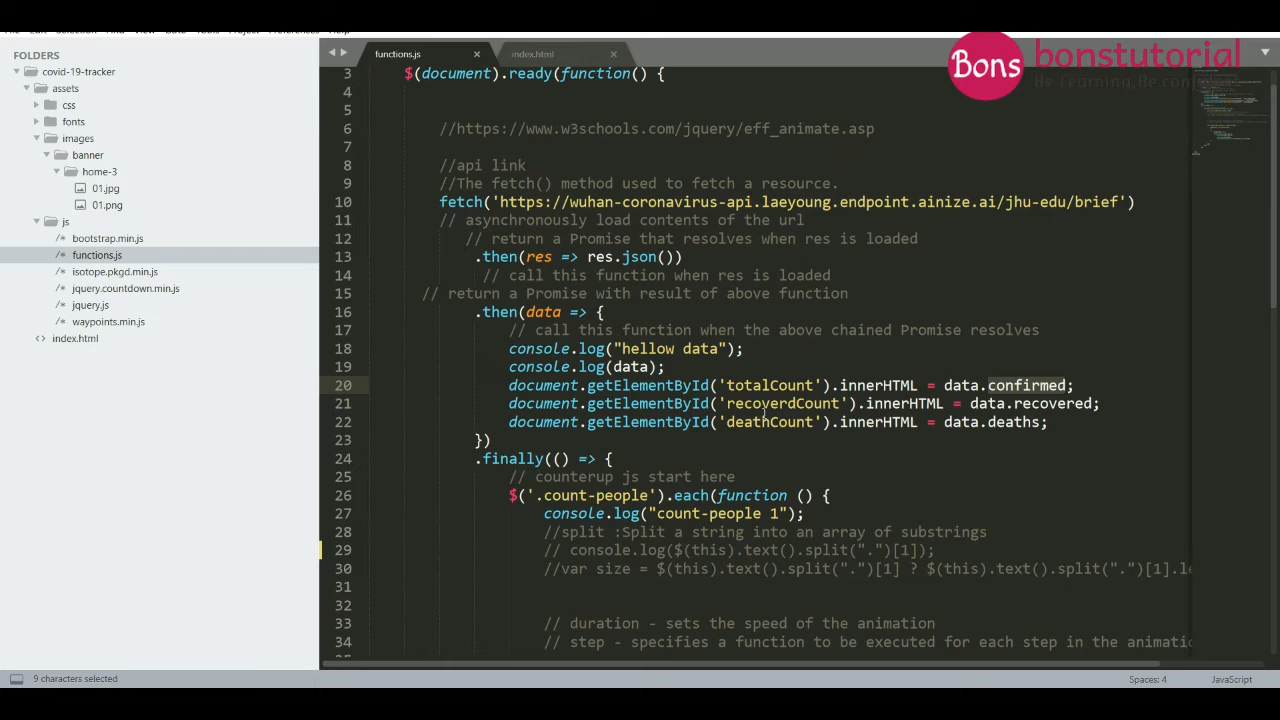 FOLDERS
covid-19-tracker
assets
css
fonts
images
banner
home-3
01.jpg
01.png
js
bootstrap.min.js
functions.js
isotope.pkgd.min.js
jquery.countdown.min.js
jquery.js
waypoints.min.js
index.html
functions.js
index.html
Bons bonstutorial
Be Learning,Be
3 $(document).ready(function() {
4
5
6 //https://www.w3schools.com/jquery/eff_animate.asp
7
8 //api link
9 //The fetch() method used to fetch a resource.
10 fetch('https://wuhan-coronavirus-api.laeyoung.endpoint.ainize.ai/jhu-edu/brief')
11 // asynchronously load contents of the url
12 // return a Promise that resolves when res is loaded
13 .then(res => res.json())
14 // call this function when res is loaded
15 // return a Promise with result of above function
16 .then(data => {
17 // call this function when the above chained Promise resolves
18 console.log("hellow data");
19 console.log(data);
20 document.getElementById('totalCount').innerHTML = data.confirmed;
21 document.getElementById('recoverdCount').innerHTML = data.recovered;
22 document.getElementById('deathCount').innerHTML = data.deaths;
23 })
24 .finally(() => {
25 // counterup js start here
26 $('.count-people').each(function () {
27 console.log("count-people 1");
28 //split :Split a string into an array of substrings
29 // console.log($(this).text().split(".")[1]);
30 //var size = $(this).text().split(".")[1] ? $(this).text().split(".")[1].le
31
32
33 // duration - sets the speed of the animation
34 // step - specifies a function to be executed for each step in the animatio
9 characters selected
Spaces: 4
JavaScript